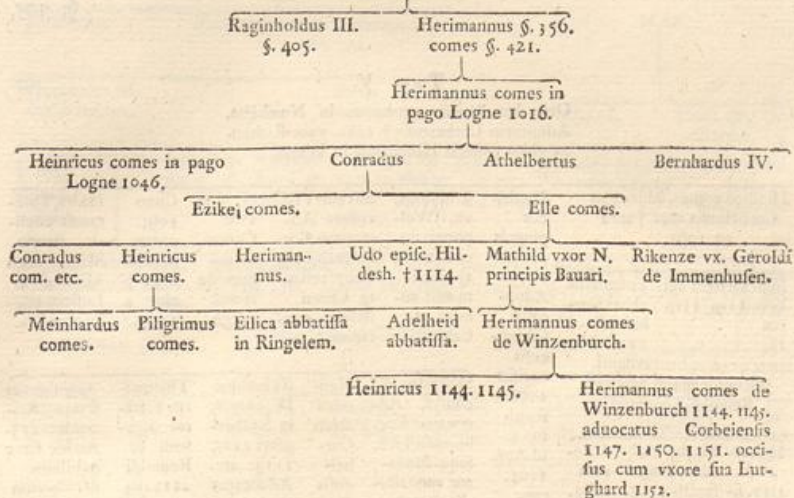 Raginholdus III.
§. 405.
Herimannus §. 356.
comes §. 421.
Herimannus comes in
pago Logne 1016.
Heinricus comes in pago
Logne 1046.
Conradus
Athelbertus
Bernhardus IV.
Ezike; comes.
Elle comes.
Conradus
com. etc.
Heinricus
comes.
Heriman-
nus.
Udo episc. Hil-
desh. † 1114.
Mathild vxor N.
principis Bauari.
Rikenze vx. Geroldi
de Immenhusen.
Meinhardus
comes.
Piligrimus
comes.
Eilica abbatissa
in Ringelem.
Adelheid
abbatissa.
Herimannus comes
de Winzenburch.
Heinricus 1144. 1145.
Herimannus comes de
Winzenburch 1144. 1145.
aduocatus Corbeiensis
1147. 1150. 1151. occi-
sus cum vxore sua Lut-
ghard 1152.